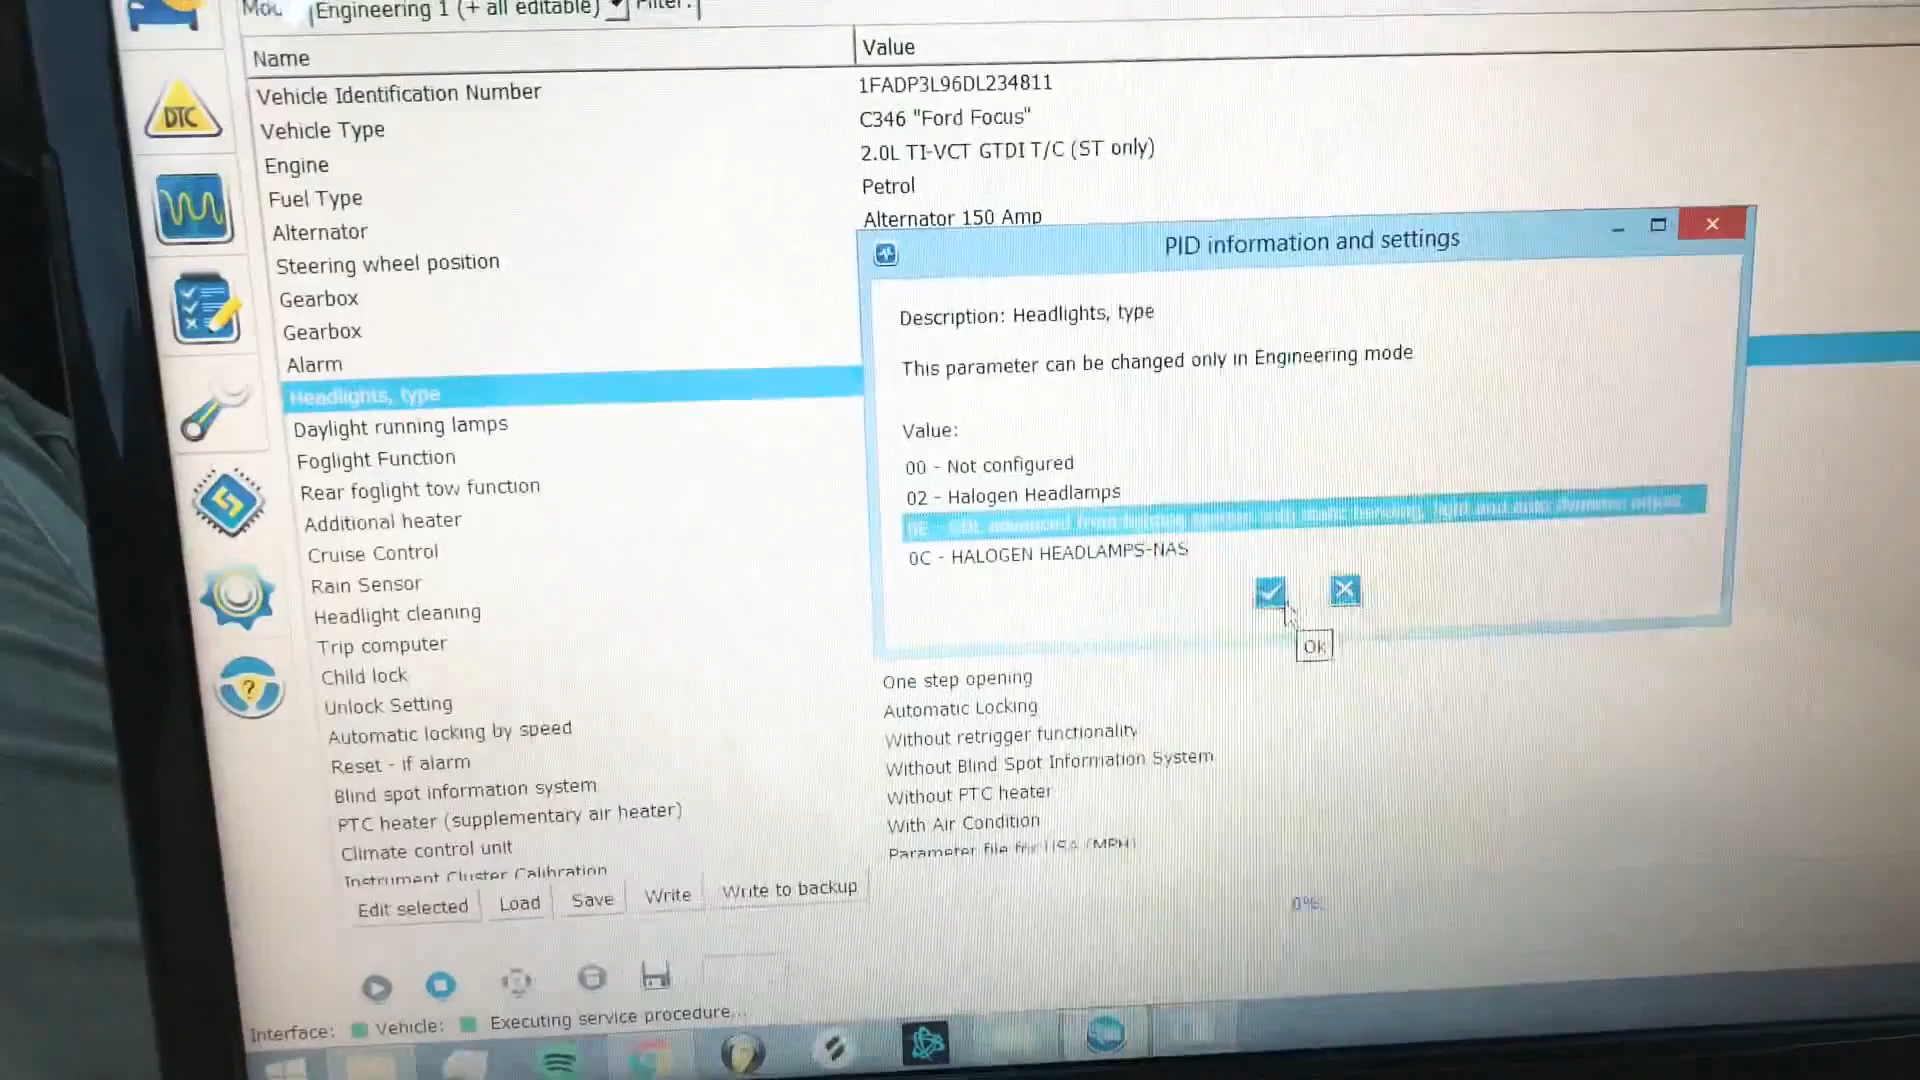 Engineering 1 (+ all editable) Filter:
Name
Value
Vehicle Identification Number
1FADP3L96DL234811
Vehicle Type
C346 "Ford Focus"
Engine
2.0L TI-VCT GTDI T/C (ST only)
Fuel Type
Petrol
Alternator
Alternator 150 Amp
Steering wheel position
Gearbox
Gearbox
Alarm
Headlights, type
Daylight running lamps
Foglight Function
Rear foglight tow function
Additional heater
Cruise Control
Rain Sensor
Headlight cleaning
Trip computer
Child lock
Unlock Setting
One step opening
Automatic locking by speed
Automatic Locking
Reset - if alarm
Without retrigger functionality
Blind spot information system
Without Blind Spot Information System
PTC heater (supplementary air heater)
Without PTC heater
Climate control unit
With Air Condition
Instrument Cluster Calibration
Parameter file for USA (MPH)
PID information and settings
Description: Headlights, type
This parameter can be changed only in Engineering mode
Value:
00 - Not configured
02 - Halogen Headlamps
0C - HALOGEN HEADLAMPS-NAS
Ok
Edit selected
Load
Save
Write
Write to backup
0%
Interface:
Vehicle:
Executing service procedure...
DTC
?